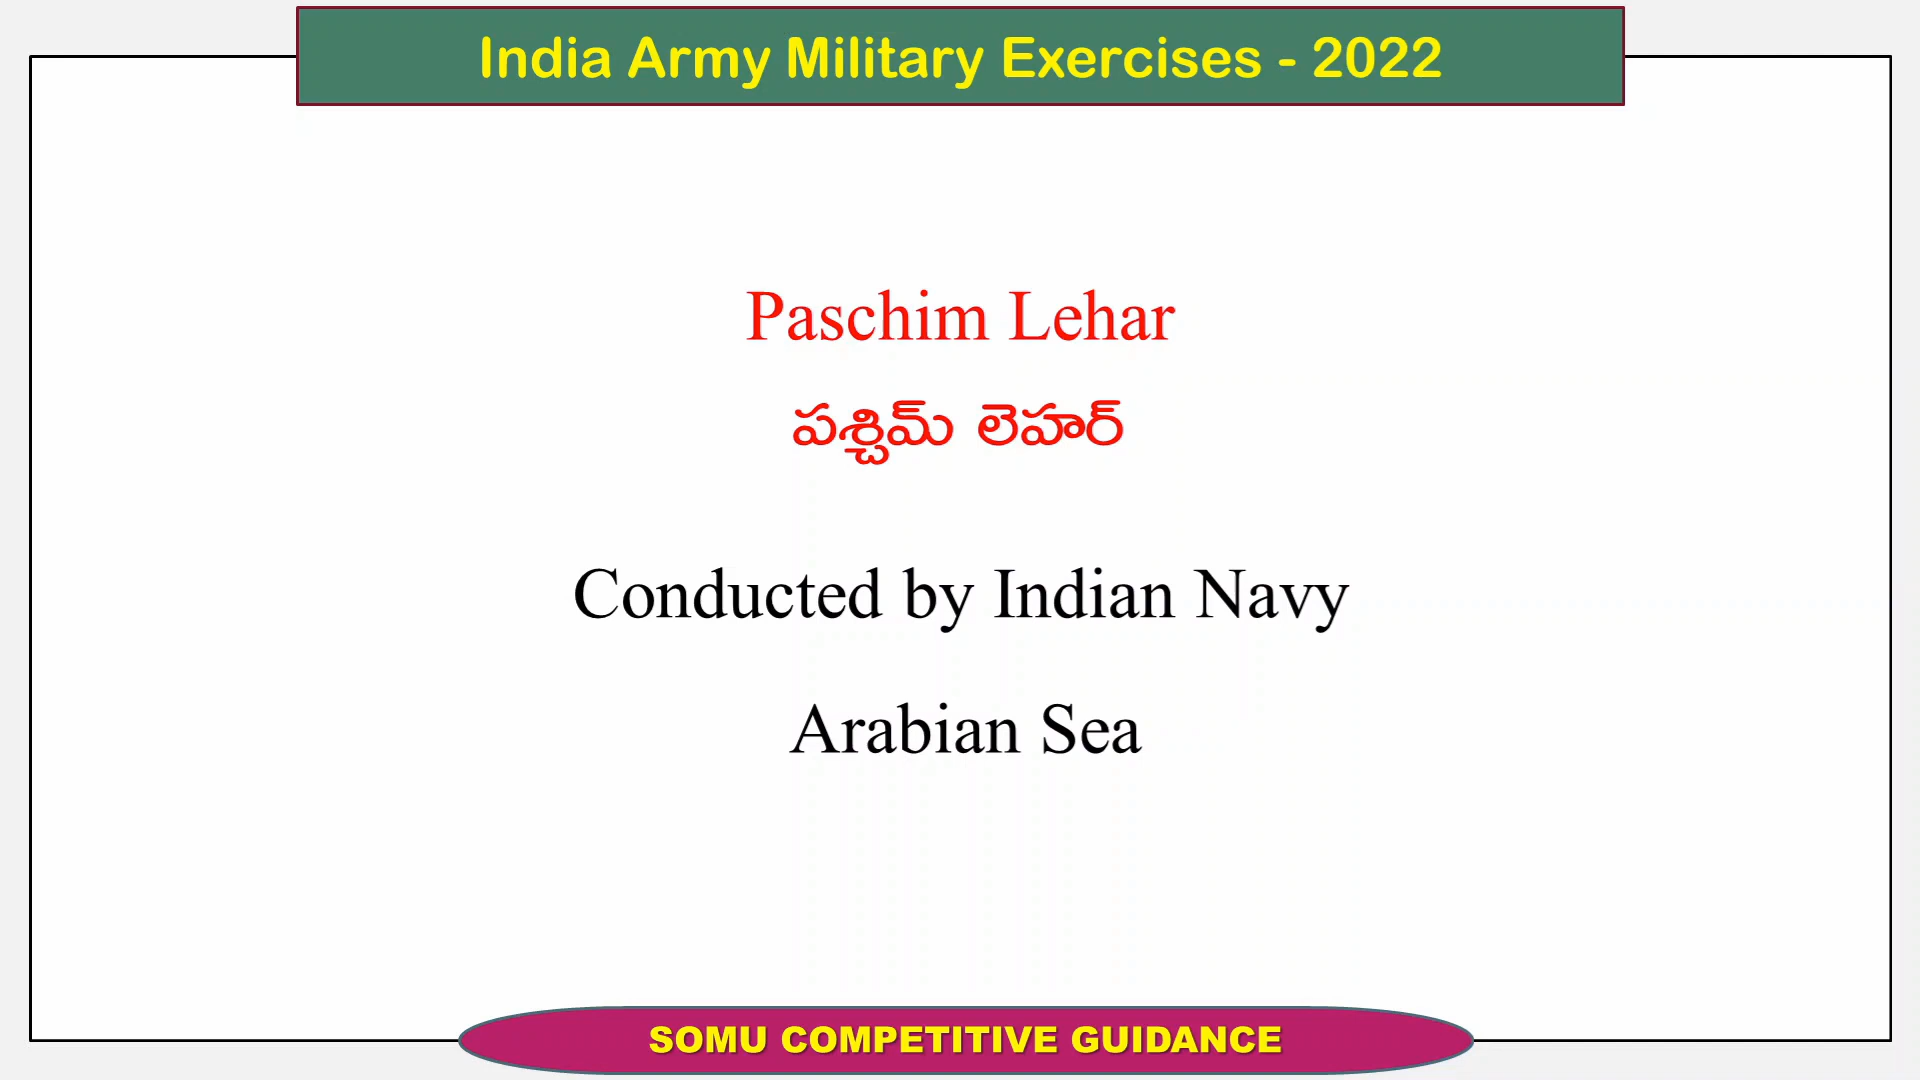 India Army Military Exercises - 2022
Paschim Lehar
పశ్చిమ్ లెహర్
Conducted by Indian Navy
Arabian Sea
SOMU COMPETITIVE GUIDANCE